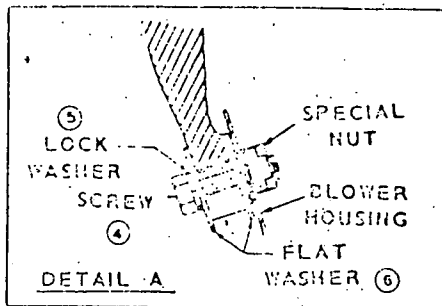 SPECIAL
NUT
⑤
LOCK
WASHER
SCREW
④
BLOWER
HOUSING
FLAT
WASHER ⑥
DETAIL A